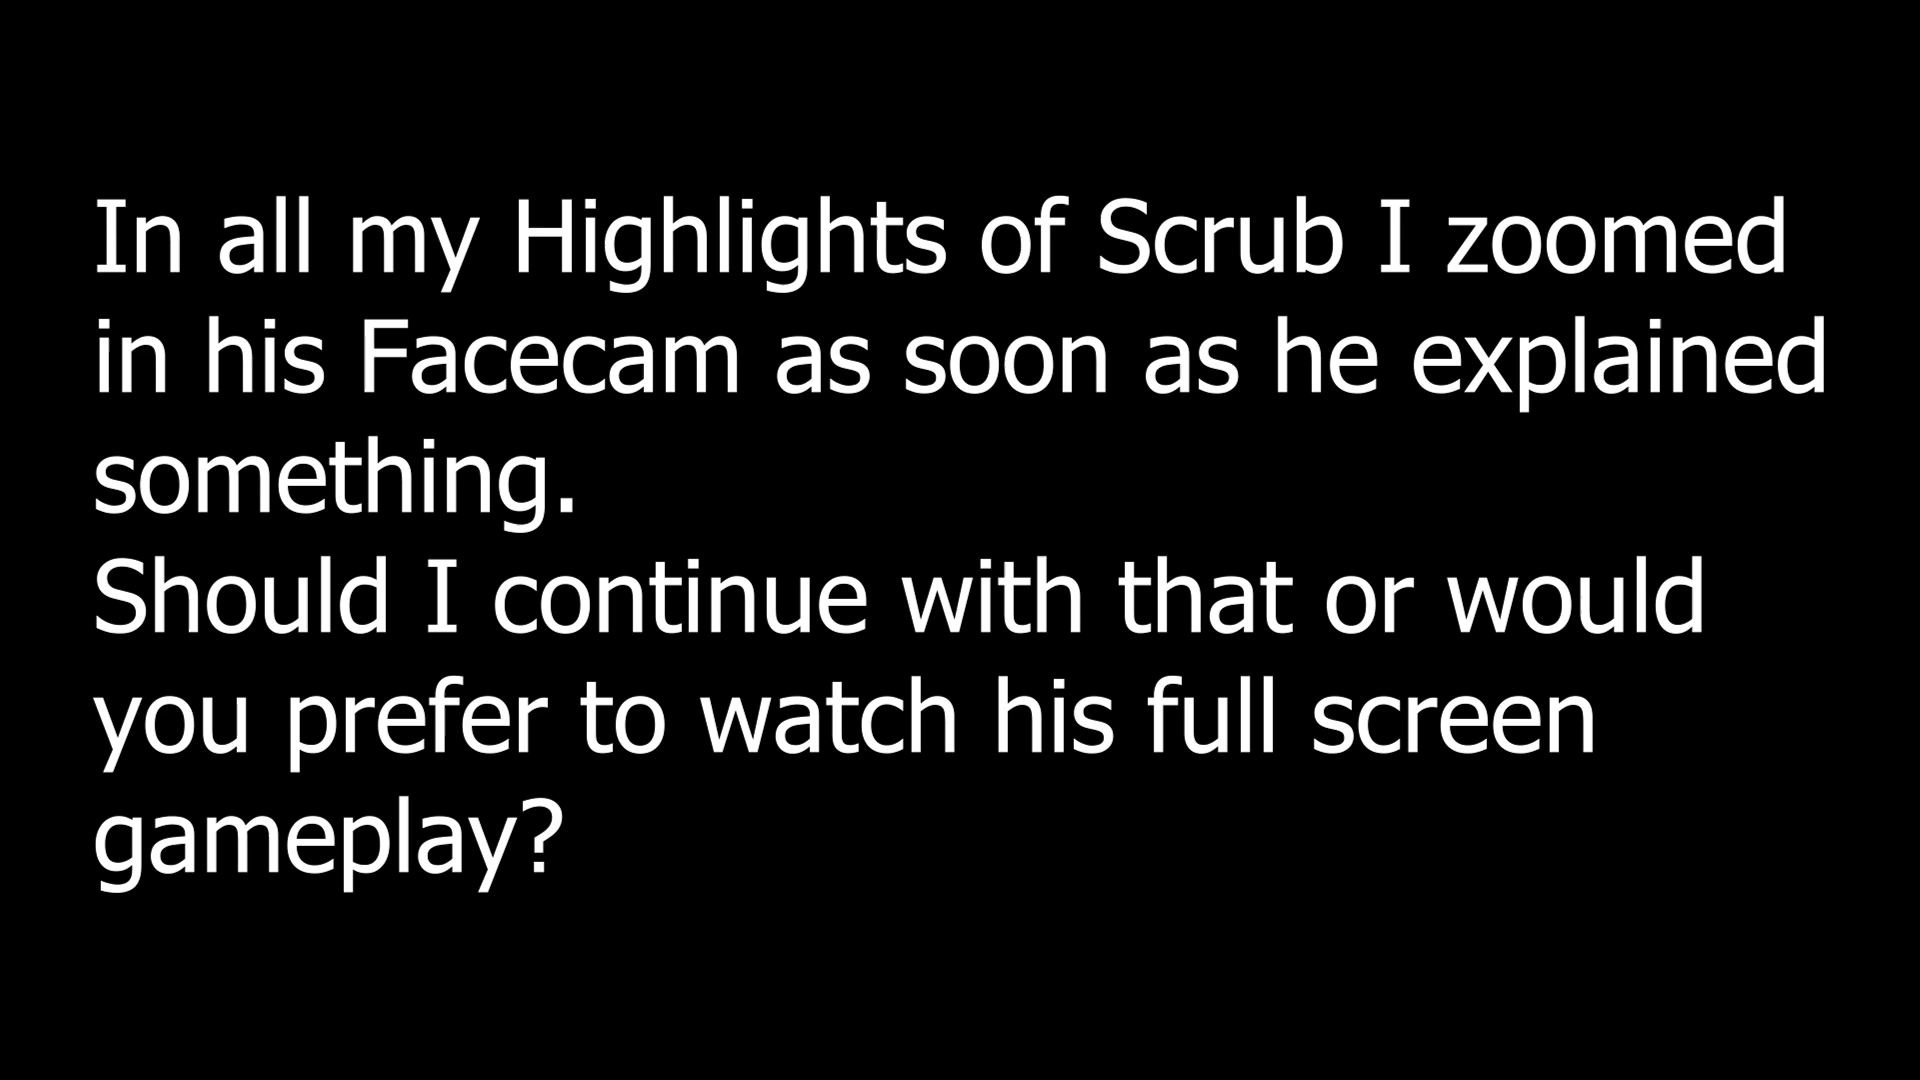 In all my Highlights of Scrub I zoomed
in his Facecam as soon as he explained
something.
Should I continue with that or would
you prefer to watch his full screen
gameplay?